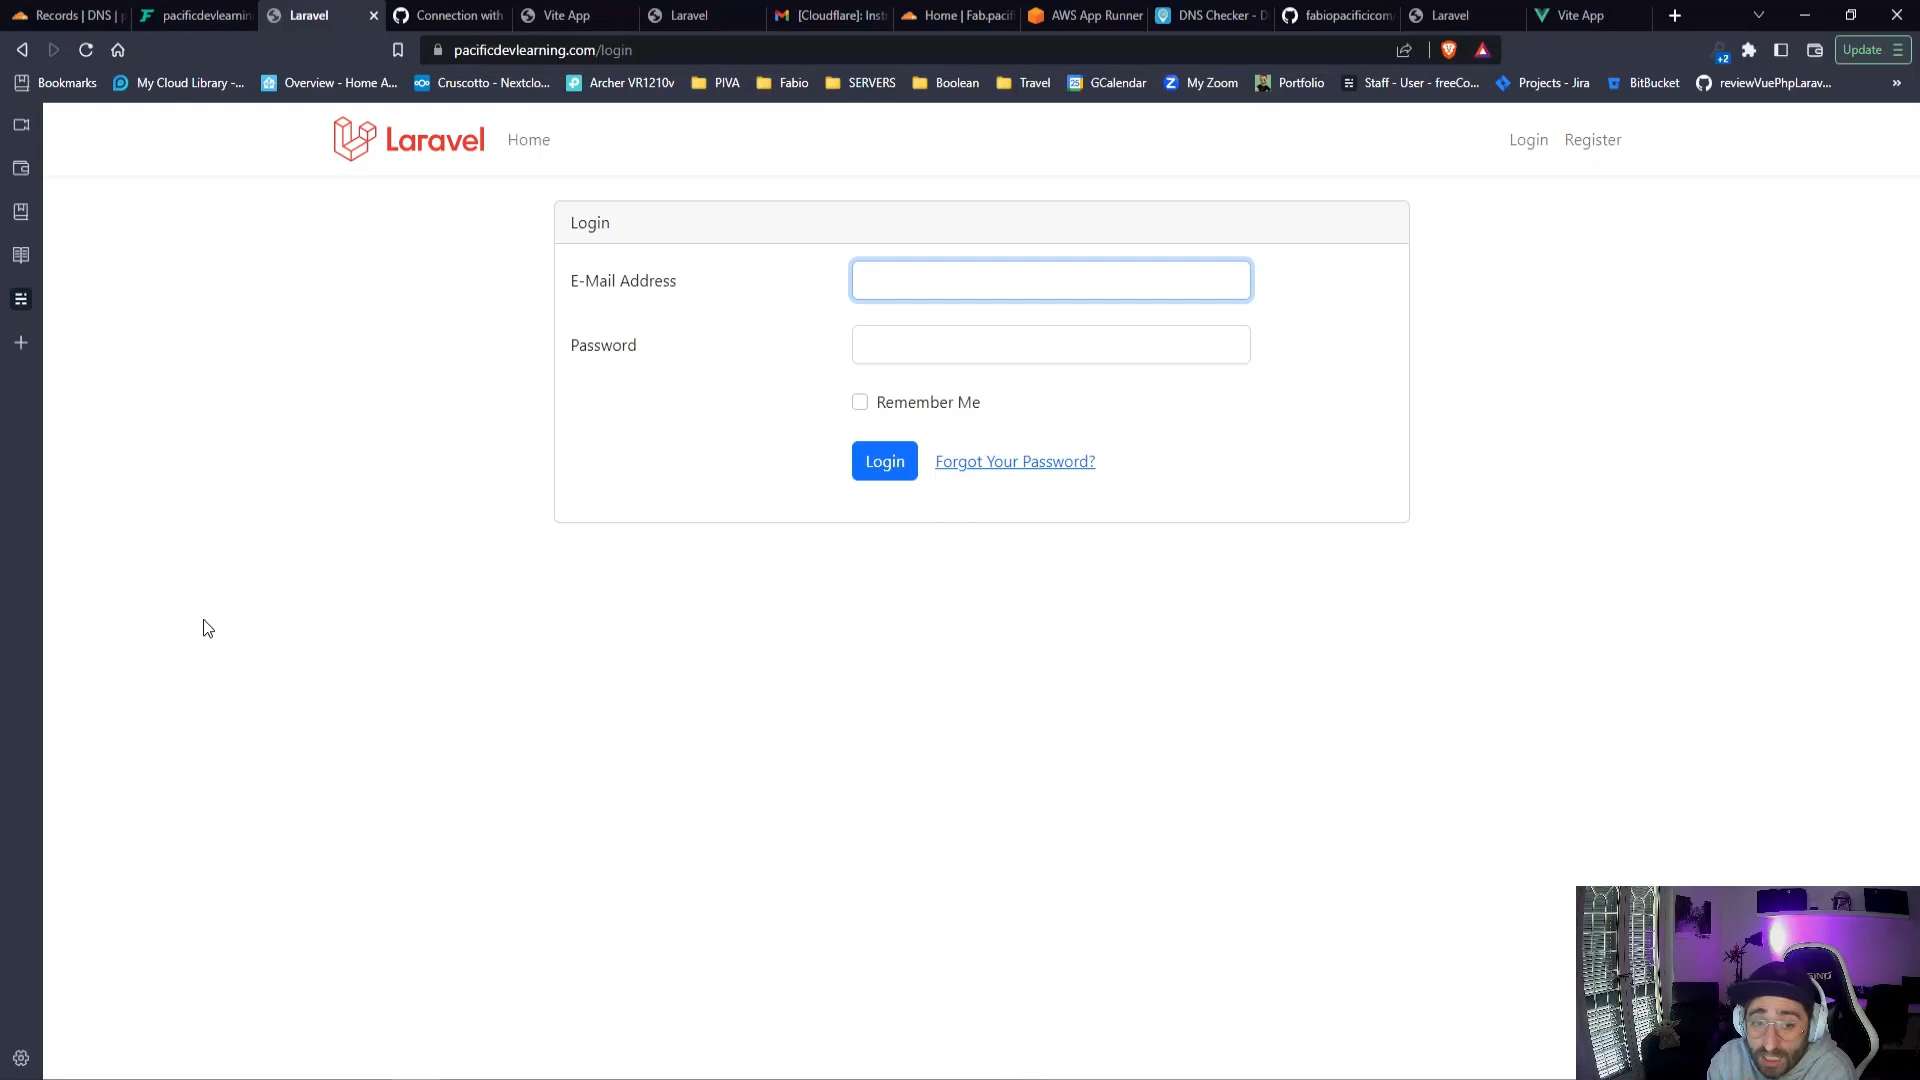 Records | DNS | p
pacificdevlearnin
Laravel
Connection with
Vite App
Laravel
[Cloudflare]: Inst
Home | Fab.pacifi
AWS App Runner
DNS Checker - D
fabiopacificicom
Laravel
Vite App
pacificdevlearning.com/login
+2
Update
Bookmarks
My Cloud Library -...
Overview - Home A...
Cruscotto - Nextclo...
Archer VR1210v
PIVA
Fabio
SERVERS
Boolean
Travel
GCalendar
My Zoom
Portfolio
Staff - User - freeCo...
Projects - Jira
BitBucket
reviewVuePhpLarav...
»
Laravel
Home
Login
Register
Login
E-Mail Address
Password
Remember Me
Login
Forgot Your Password?